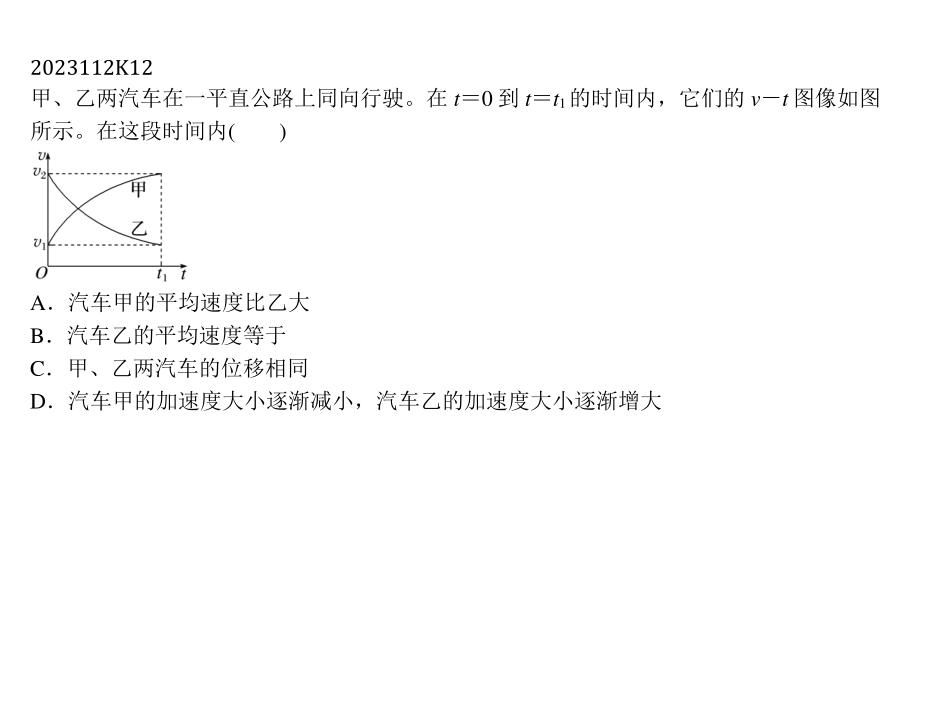 2023112K12
甲、乙两汽车在一平直公路上同向行驶。在 t＝0 到 t＝t₁的时间内，它们的 v－t 图像如图
所示。在这段时间内(　　)
v
v₂
甲
乙
v₁
O
t₁
t
A．汽车甲的平均速度比乙大
B．汽车乙的平均速度等于
C．甲、乙两汽车的位移相同
D．汽车甲的加速度大小逐渐减小，汽车乙的加速度大小逐渐增大